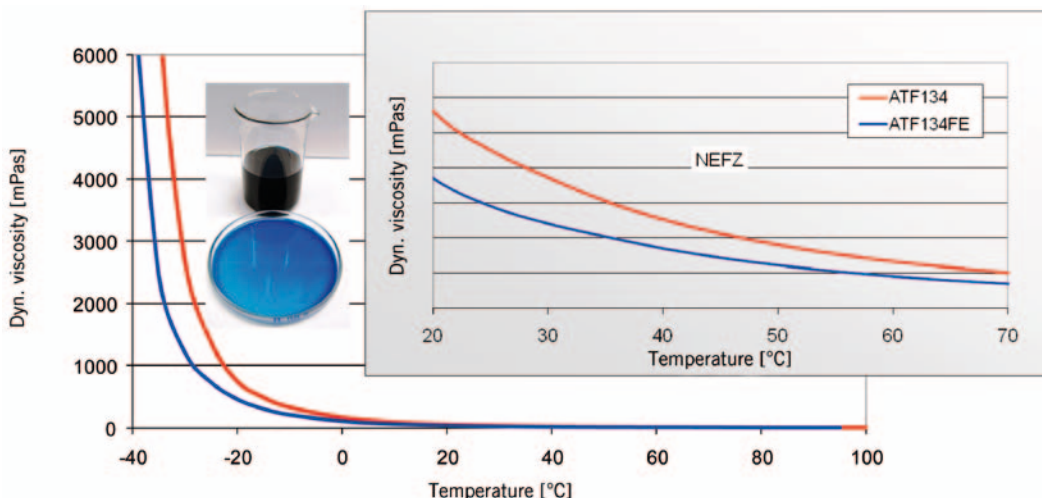 6000
5000
4000
3000
2000
1000
0
Dyn. viscosity [mPas]
-40 -20 0 20 40 60 80 100
Temperature [°C]
ATF134
ATF134FE
NEFZ
Dyn. viscosity [mPas]
20 30 40 50 60 70
Temperature [°C]